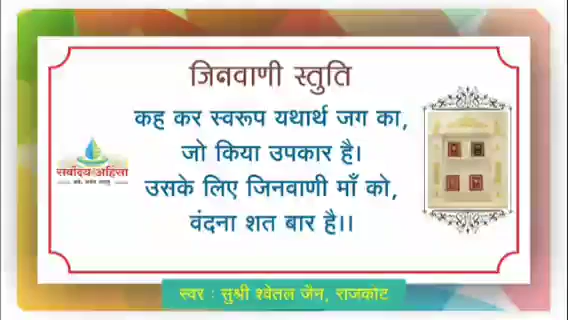 जिनवाणी स्तुति
कह कर स्वरूप यथार्थ जग का,
जो किया उपकार है।
उसके लिए जिनवाणी माँ को,
वंदना शत बार है।।
सर्वोदय अहिंसा
स्वर : सुश्री श्वेतल जैन, राजकोट